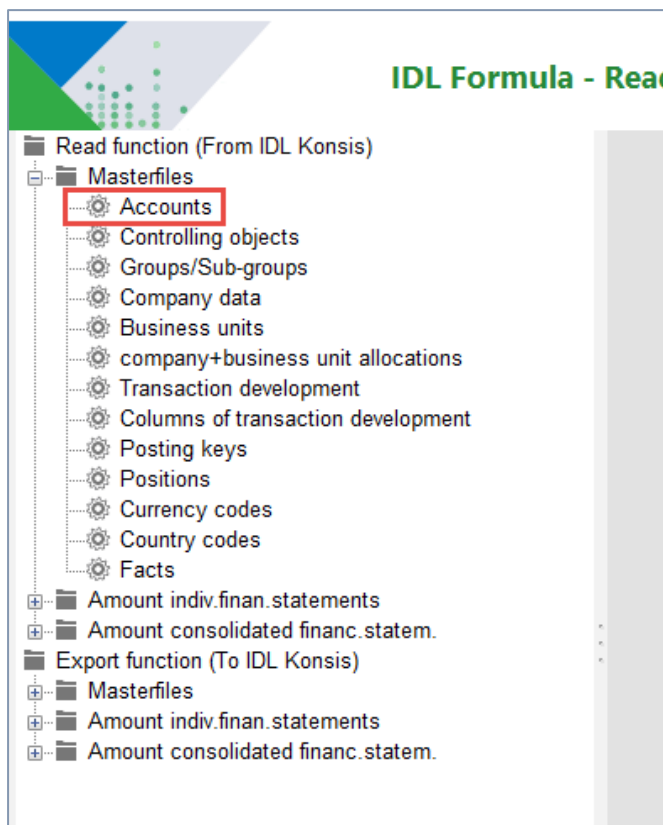 IDL Formula - Read
Read function (From IDL Konsis)
Masterfiles
Accounts
Controlling objects
Groups/Sub-groups
Company data
Business units
company+business unit allocations
Transaction development
Columns of transaction development
Posting keys
Positions
Currency codes
Country codes
Facts
Amount indiv.finan.statements
Amount consolidated financ.statem.
Export function (To IDL Konsis)
Masterfiles
Amount indiv.finan.statements
Amount consolidated financ.statem.